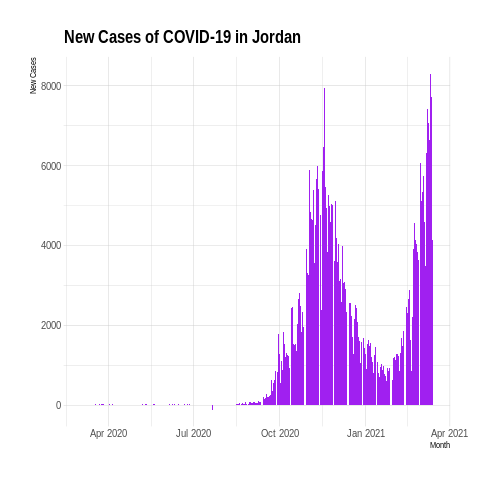 New Cases of COVID-19 in Jordan
New Cases
8000
6000
4000
2000
0
Apr 2020 Jul 2020 Oct 2020 Jan 2021 Apr 2021
Month